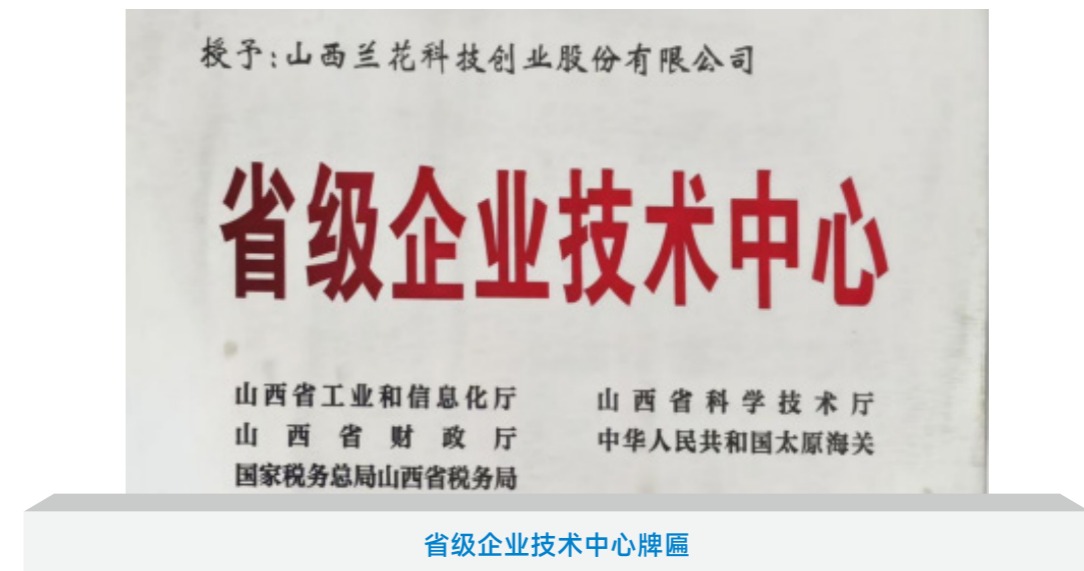 授予:山西兰花科技创业股份有限公司
省级企业技术中心
山西省工业和信息化厅
山西省科学技术厅
山西省财政厅
中华人民共和国太原海关
国家税务总局山西省税务局
省级企业技术中心牌匾